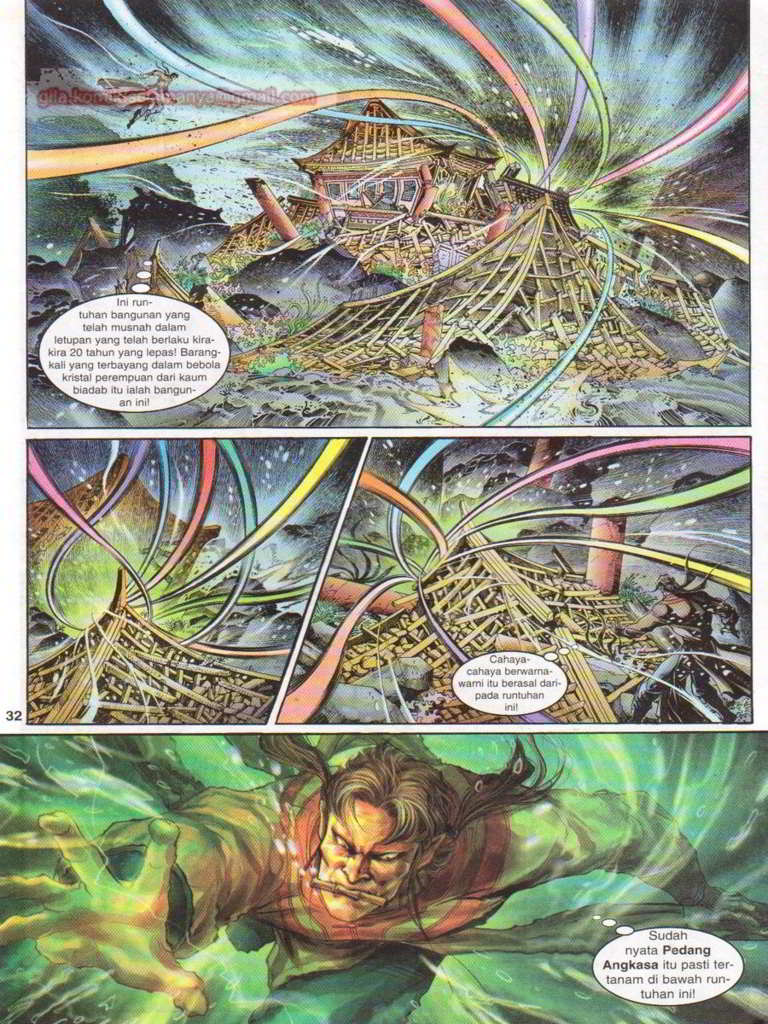 Ini run-
tuhan bangunan yang
telah musnah dalam
letupan yang telah berlaku kira-
kira 20 tahun yang lepas! Barang-
kali yang terbayang dalam bebola
kristal perempuan dari kaum
biadab itu ialah bangun-
an ini!
Cahaya-
cahaya berwarna-
warni itu berasal dari-
pada runtuhan
ini!
32
Sudah
nyata Pedang
Angkasa itu pasti ter-
tanam di bawah run-
tuhan ini!